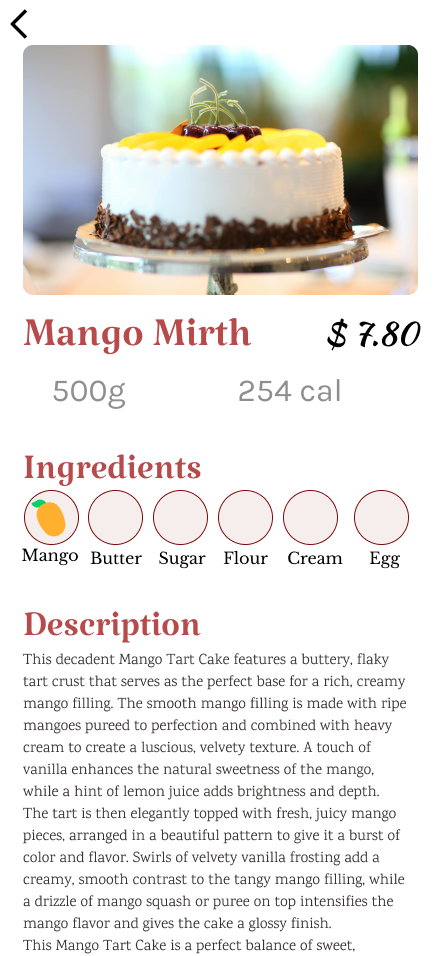 Mango Mirth $ 7.80
500g 254 cal
Ingredients
Mango Butter Sugar Flour Cream Egg
Description
This decadent Mango Tart Cake features a buttery, flaky
tart crust that serves as the perfect base for a rich, creamy
mango filling. The smooth mango filling is made with ripe
mangoes pureed to perfection and combined with heavy
cream to create a luscious, velvety texture. A touch of
vanilla enhances the natural sweetness of the mango,
while a hint of lemon juice adds brightness and depth.
The tart is then elegantly topped with fresh, juicy mango
pieces, arranged in a beautiful pattern to give it a burst of
color and flavor. Swirls of velvety vanilla frosting add a
creamy, smooth contrast to the tangy mango filling, while
a drizzle of mango squash or puree on top intensifies the
mango flavor and gives the cake a glossy finish.
This Mango Tart Cake is a perfect balance of sweet,